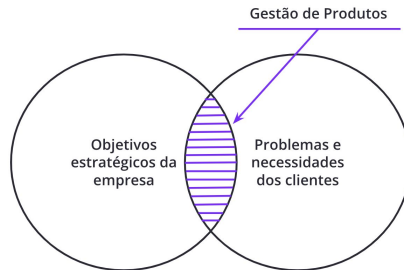 Gestão de Produtos
Objetivos
estratégicos da
empresa
Problemas e
necessidades
dos clientes